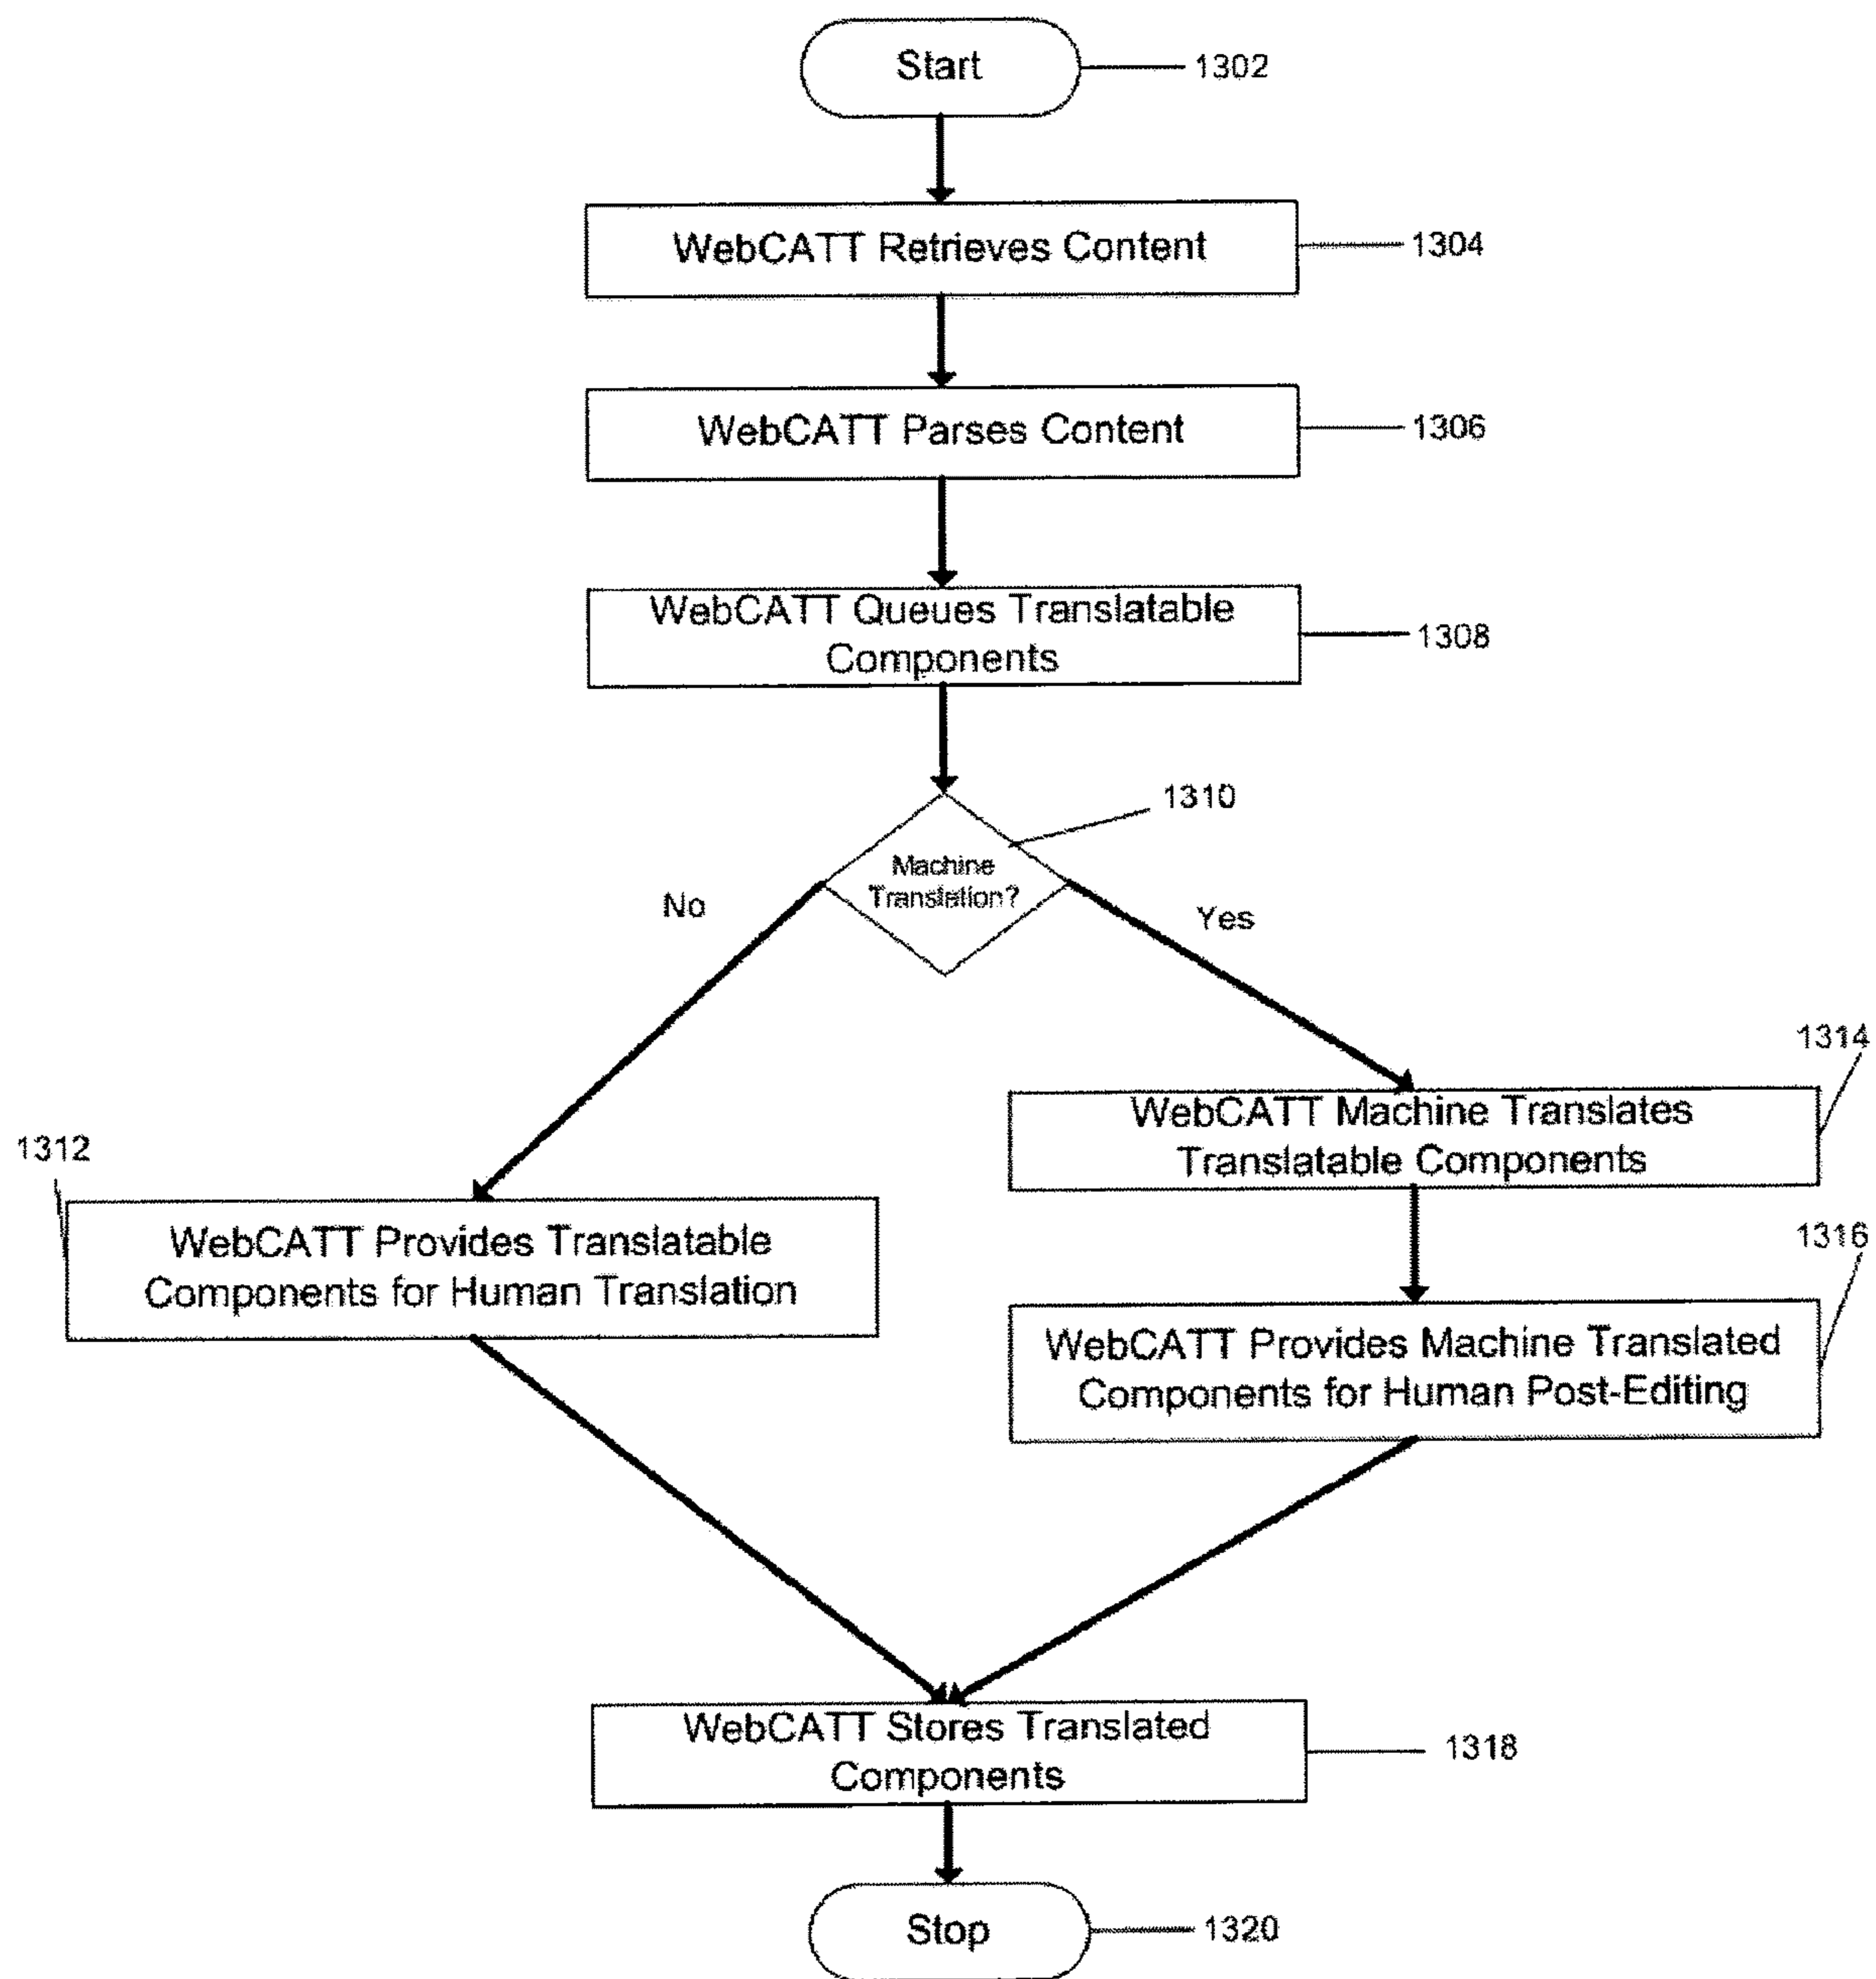 Start
1302
WebCATT Retrieves Content
1304
WebCATT Parses Content
1306
WebCATT Queues Translatable
Components
1308
1310
Machine
Translation?
No
Yes
1314
WebCATT Machine Translates
Translatable Components
1312
WebCATT Provides Translatable
Components for Human Translation
1316
WebCATT Provides Machine Translated
Components for Human Post-Editing
WebCATT Stores Translated
Components
1318
Stop
1320